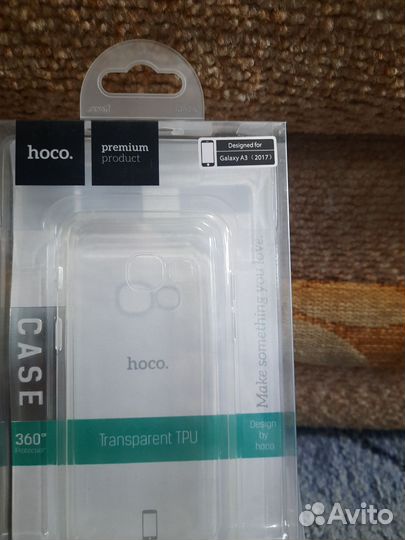 hoco.
premium
product
Designed for
Galaxy A3 (2017)
Make something you love.
hoco.
CASE
360°
Protection
Transparent TPU
Design
by
hoco
Avito